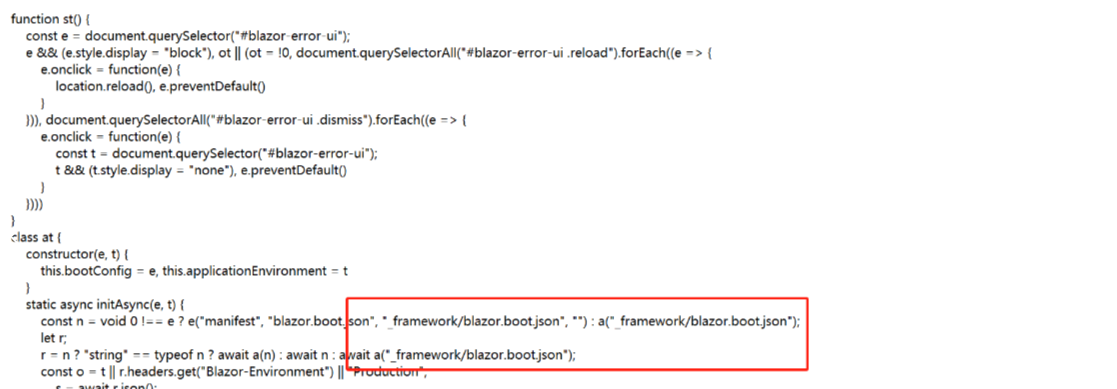 function st() {
const e = document.querySelector("#blazor-error-ui");
e && (e.style.display = "block"), ot || (ot = !0, document.querySelectorAll("#blazor-error-ui .reload").forEach((e => {
e.onclick = function(e) {
location.reload(), e.preventDefault()
}
})), document.querySelectorAll("#blazor-error-ui .dismiss").forEach((e => {
e.onclick = function(e) {
const t = document.querySelector("#blazor-error-ui");
t && (t.style.display = "none"), e.preventDefault()
}
})))
}
class at {
constructor(e, t) {
this.bootConfig = e, this.applicationEnvironment = t
}
static async initAsync(e, t) {
const n = void 0 !== e ? e("manifest", "blazor.boot.json", "_framework/blazor.boot.json", "") : a("_framework/blazor.boot.json");
let r;
r = n ? "string" == typeof n ? await a(n) : await n : await a("_framework/blazor.boot.json");
const o = t || r.headers.get("Blazor-Environment") || "Production",
s = await r.json();